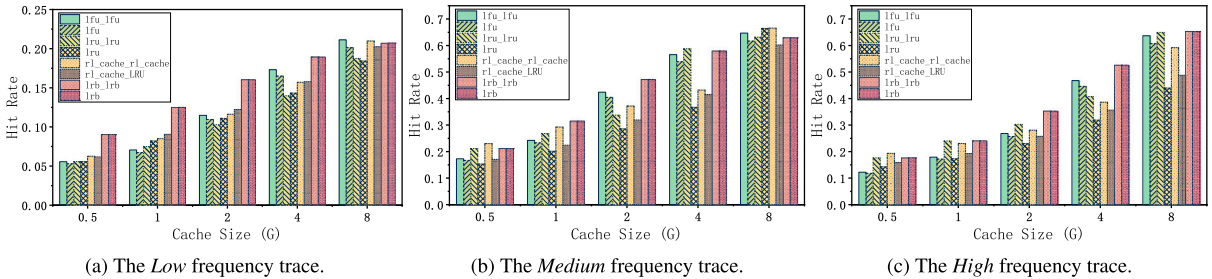 Hit Rate
0.25
0.20
0.15
0.10
0.05
0.00
lfu_lfu
lfu
lru_lru
lru
rl_cache_rl_cache
rl_cache_LRU
lrb_lrb
lrb
0.5 1 2 4 8
Cache Size (G)
(a) The Low frequency trace.
Hit Rate
0.7
0.6
0.5
0.4
0.3
0.2
0.1
0.0
lfu_lfu
lfu
lru_lru
lru
rl_cache_rl_cache
rl_cache_LRU
lrb_lrb
lrb
0.5 1 2 4 8
Cache Size (G)
(b) The Medium frequency trace.
Hit Rate
0.7
0.6
0.5
0.4
0.3
0.2
0.1
0.0
lfu_lfu
lfu
lru_lru
lru
rl_cache_rl_cache
rl_cache_LRU
lrb_lrb
lrb
0.5 1 2 4 8
Cache Size (G)
(c) The High frequency trace.